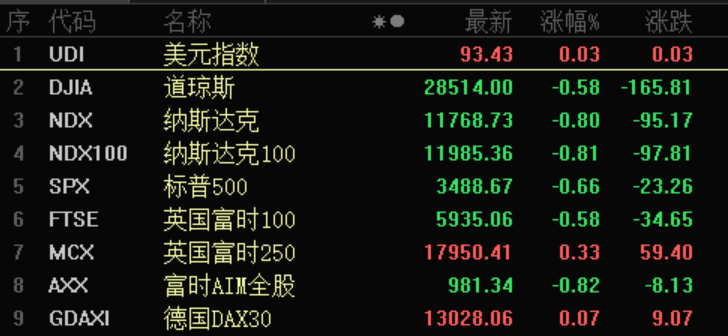 序 代码 名称 最新 涨幅% 涨跌
1 UDI 美元指数 93.43 0.03 0.03
2 DJIA 道琼斯 28514.00 -0.58 -165.81
3 NDX 纳斯达克 11768.73 -0.80 -95.17
4 NDX100 纳斯达克100 11985.36 -0.81 -97.81
5 SPX 标普500 3488.67 -0.66 -23.26
6 FTSE 英国富时100 5935.06 -0.58 -34.65
7 MCX 英国富时250 17950.41 0.33 59.40
8 AXX 富时AIM全股 981.34 -0.82 -8.13
9 GDAXI 德国DAX30 13028.06 0.07 9.07